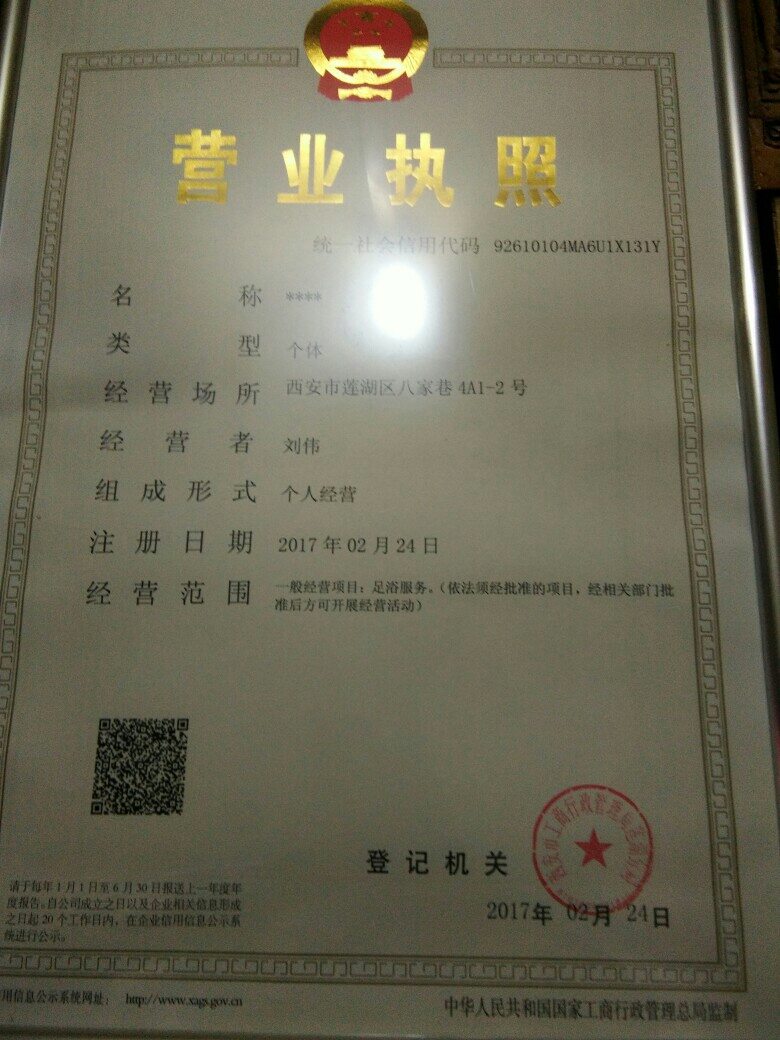 营业执照
统一社会信用代码 92610104MA6U1X131Y
名称 ****
类型 个体
经营场所 西安市莲湖区八家巷4A1-2号
经营者 刘伟
组成形式 个人经营
注册日期 2017年02月24日
经营范围 一般经营项目：足浴服务。（依法须经批准的项目、经相关部门批
准后方可开展经营活动）
登记机关
西安市工商行政管理局莲湖分局
2017年 02月 24日
请于每年1月1日至6月30日报送上一年度年
度报告。自公司成立之日以及企业相关信息形成
之日起20个工作日内，在企业信用信息公示系
统进行公示。
用信息公示系统网址： http://www.xags.gov.cn
中华人民共和国国家工商行政管理总局监制